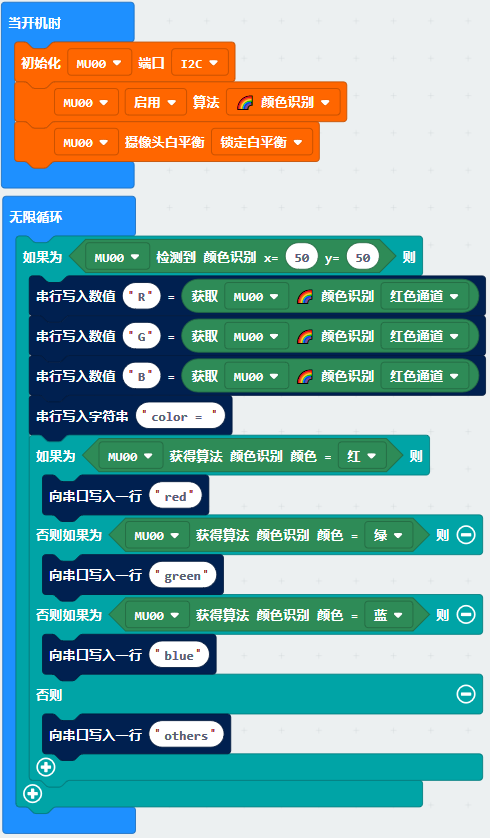 当开机时
初始化 MU00 端口 I2C
MU00 启用 算法 颜色识别
MU00 摄像头白平衡 锁定白平衡
无限循环
如果为 MU00 检测到 颜色识别 x= 50 y= 50 则
串行写入数值 "R" = 获取 MU00 颜色识别 红色通道
串行写入数值 "G" = 获取 MU00 颜色识别 红色通道
串行写入数值 "B" = 获取 MU00 颜色识别 红色通道
串行写入字符串 "color = "
如果为 MU00 获得算法 颜色识别 颜色 = 红 则
向串口写入一行 "red"
否则如果为 MU00 获得算法 颜色识别 颜色 = 绿 则
向串口写入一行 "green"
否则如果为 MU00 获得算法 颜色识别 颜色 = 蓝 则
向串口写入一行 "blue"
否则
向串口写入一行 "others"